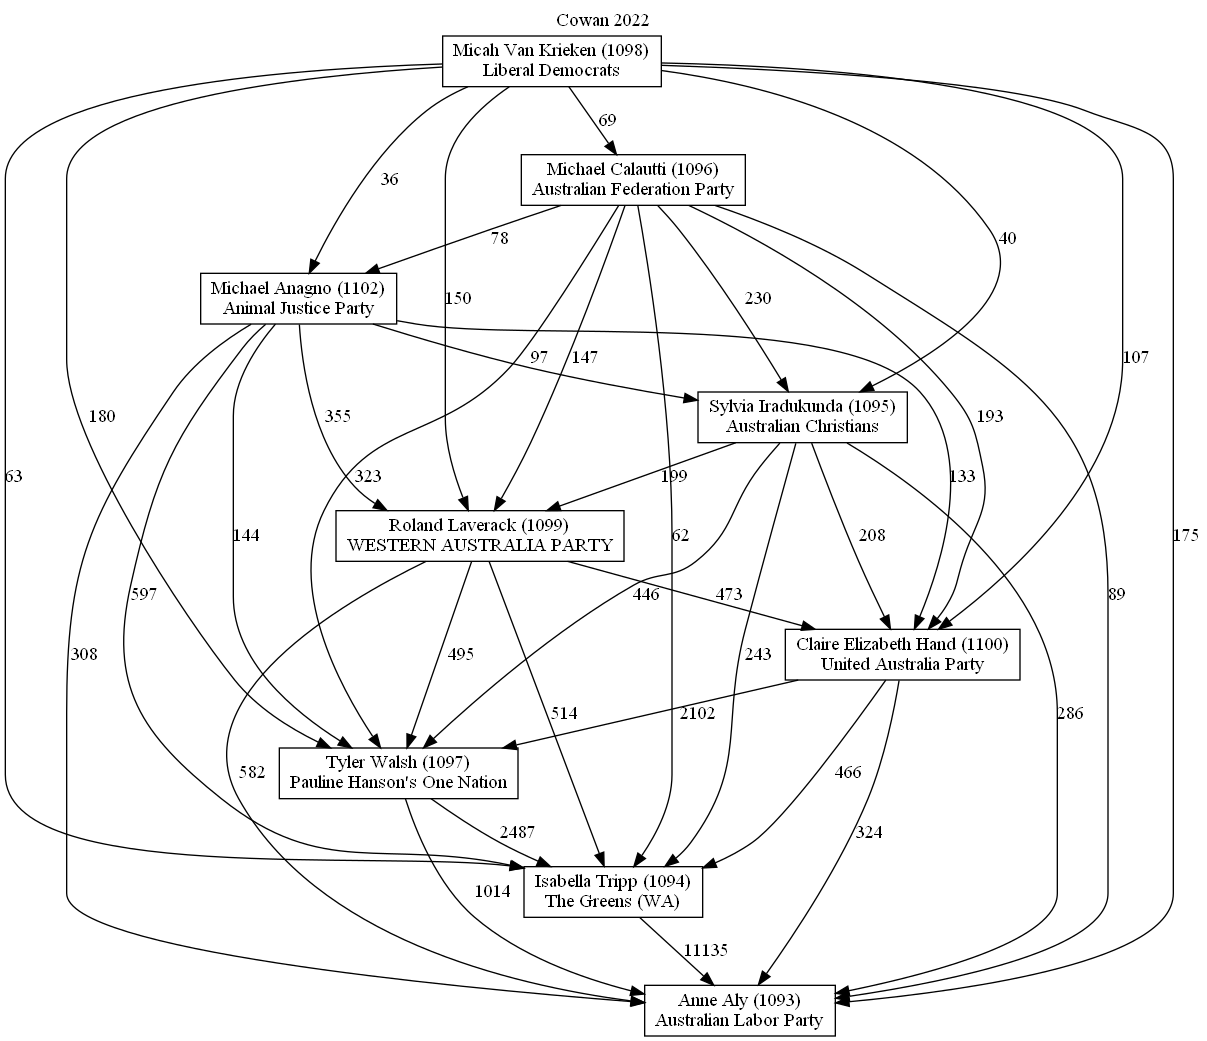 Cowan 2022
Micah Van Krieken (1098)
Liberal Democrats
69
Michael Calautti (1096)
Australian Federation Party
36
78
40
Michael Anagno (1102)
Animal Justice Party
150
230
147
97
107
Sylvia Iradukunda (1095)
Australian Christians
180
355
193
63
323
199
133
Roland Laverack (1099)
WESTERN AUSTRALIA PARTY
144
62
208
175
597
446
473
89
Claire Elizabeth Hand (1100)
United Australia Party
308
495
243
514
2102
286
Tyler Walsh (1097)
Pauline Hanson's One Nation
582
466
2487
324
Isabella Tripp (1094)
The Greens (WA)
1014
11135
Anne Aly (1093)
Australian Labor Party